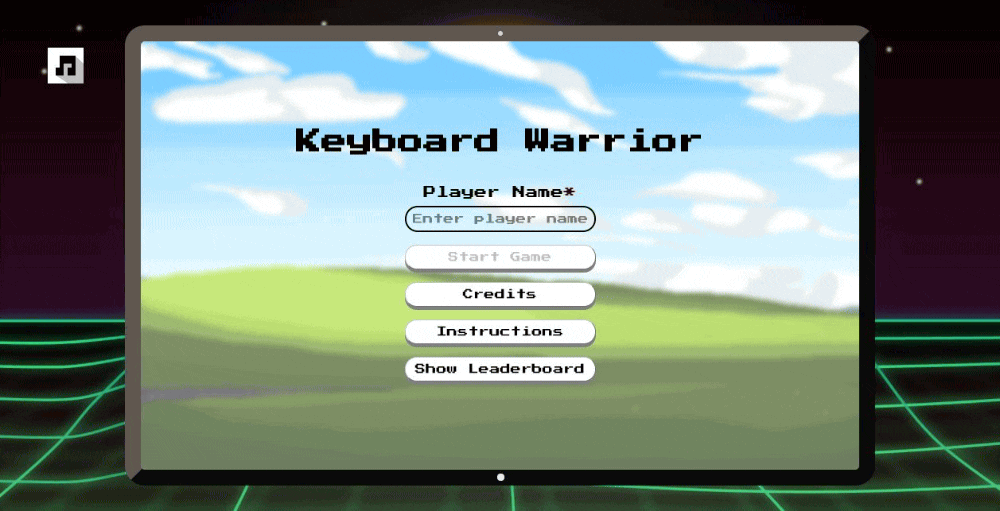 Keyboard Warrior
Player Name*
Enter player name
Start Game
Credits
Instructions
Show Leaderboard